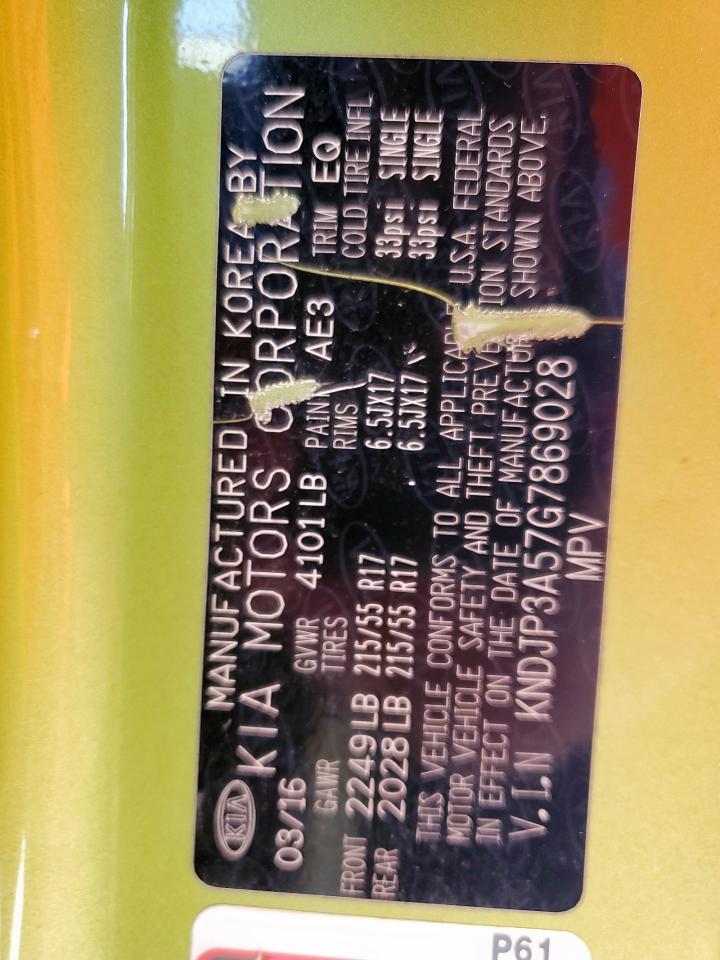 KIA
MANUFACTURED IN KOREA BY
KIA MOTORS CORPORATION
03/16 GVWR 4101 LB PAINT AE3 TRIM EQ
GAWR TIRES RIMS COLD TIRE INFL
FRONT 2249 LB 215/55 R17 6.5JX17 33psi SINGLE
REAR 2028 LB 215/55 R17 6.5JX17 33psi SINGLE
THIS VEHICLE CONFORMS TO ALL APPLICABLE U.S.A. FEDERAL
MOTOR VEHICLE SAFETY AND THEFT PREVENTION STANDARDS
IN EFFECT ON THE DATE OF MANUFACTURE SHOWN ABOVE.
V.I.N KNDJP3A57G7869028
MPV
P61